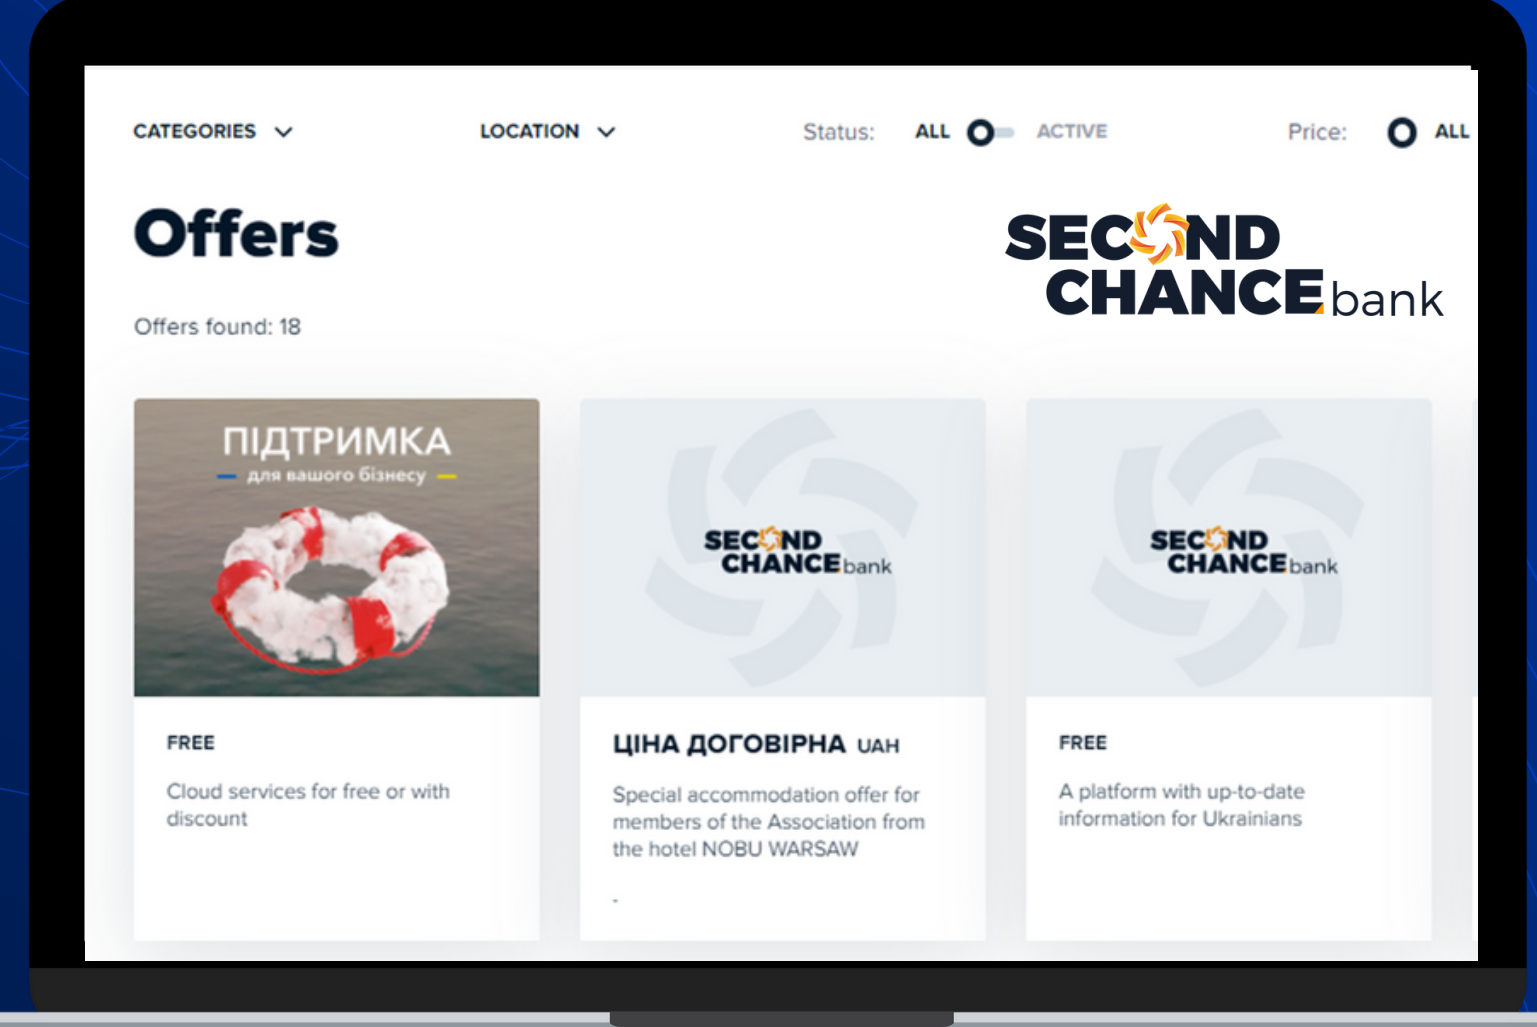 CATEGORIES
LOCATION
Status: ALL ACTIVE
Price: ALL
Offers
SECOND
CHANCE bank
Offers found: 18
ПІДТРИМКА
для вашого бізнесу
FREE
Cloud services for free or with
discount
SECOND
CHANCE bank
ЦІНА ДОГОВІРНА UAH
Special accommodation offer for
members of the Association from
the hotel NOBU WARSAW
-
SECOND
CHANCE bank
FREE
A platform with up-to-date
information for Ukrainians